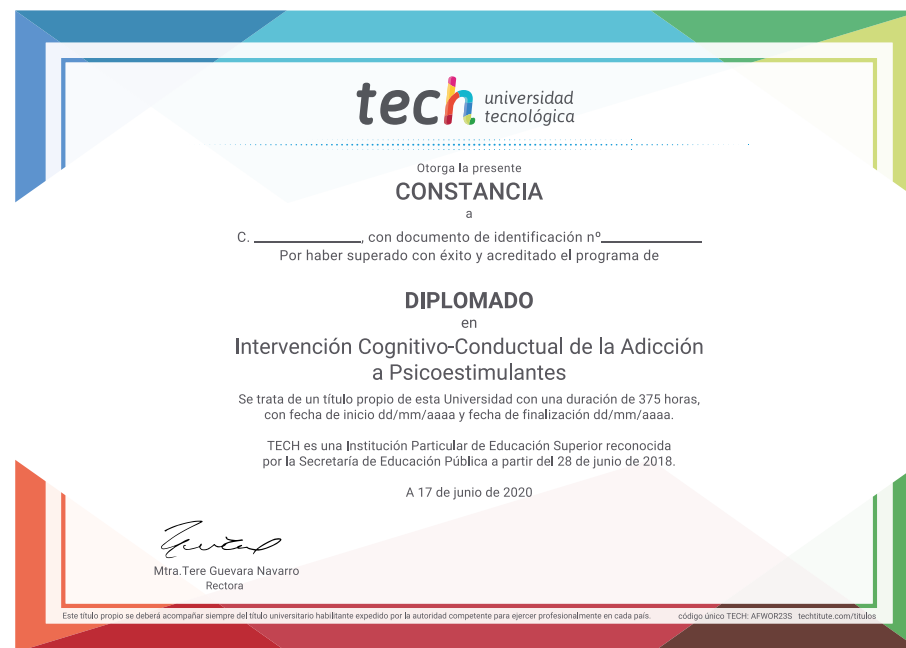 tech universidad
tecnológica
Otorga la presente
CONSTANCIA
a
C. ____________, con documento de identificación nº____________
Por haber superado con éxito y acreditado el programa de
DIPLOMADO
en
Intervención Cognitivo-Conductual de la Adicción
a Psicoestimulantes
Se trata de un título propio de esta Universidad con una duración de 375 horas,
con fecha de inicio dd/mm/aaaa y fecha de finalización dd/mm/aaaa.
TECH es una Institución Particular de Educación Superior reconocida
por la Secretaría de Educación Pública a partir del 28 de junio de 2018.
A 17 de junio de 2020
Mtra.Tere Guevara Navarro
Rectora
Este título propio se deberá acompañar siempre del título universitario habilitante expedido por la autoridad competente para ejercer profesionalmente en cada país. código único TECH: AFWOR23S techtitute.com/titulos